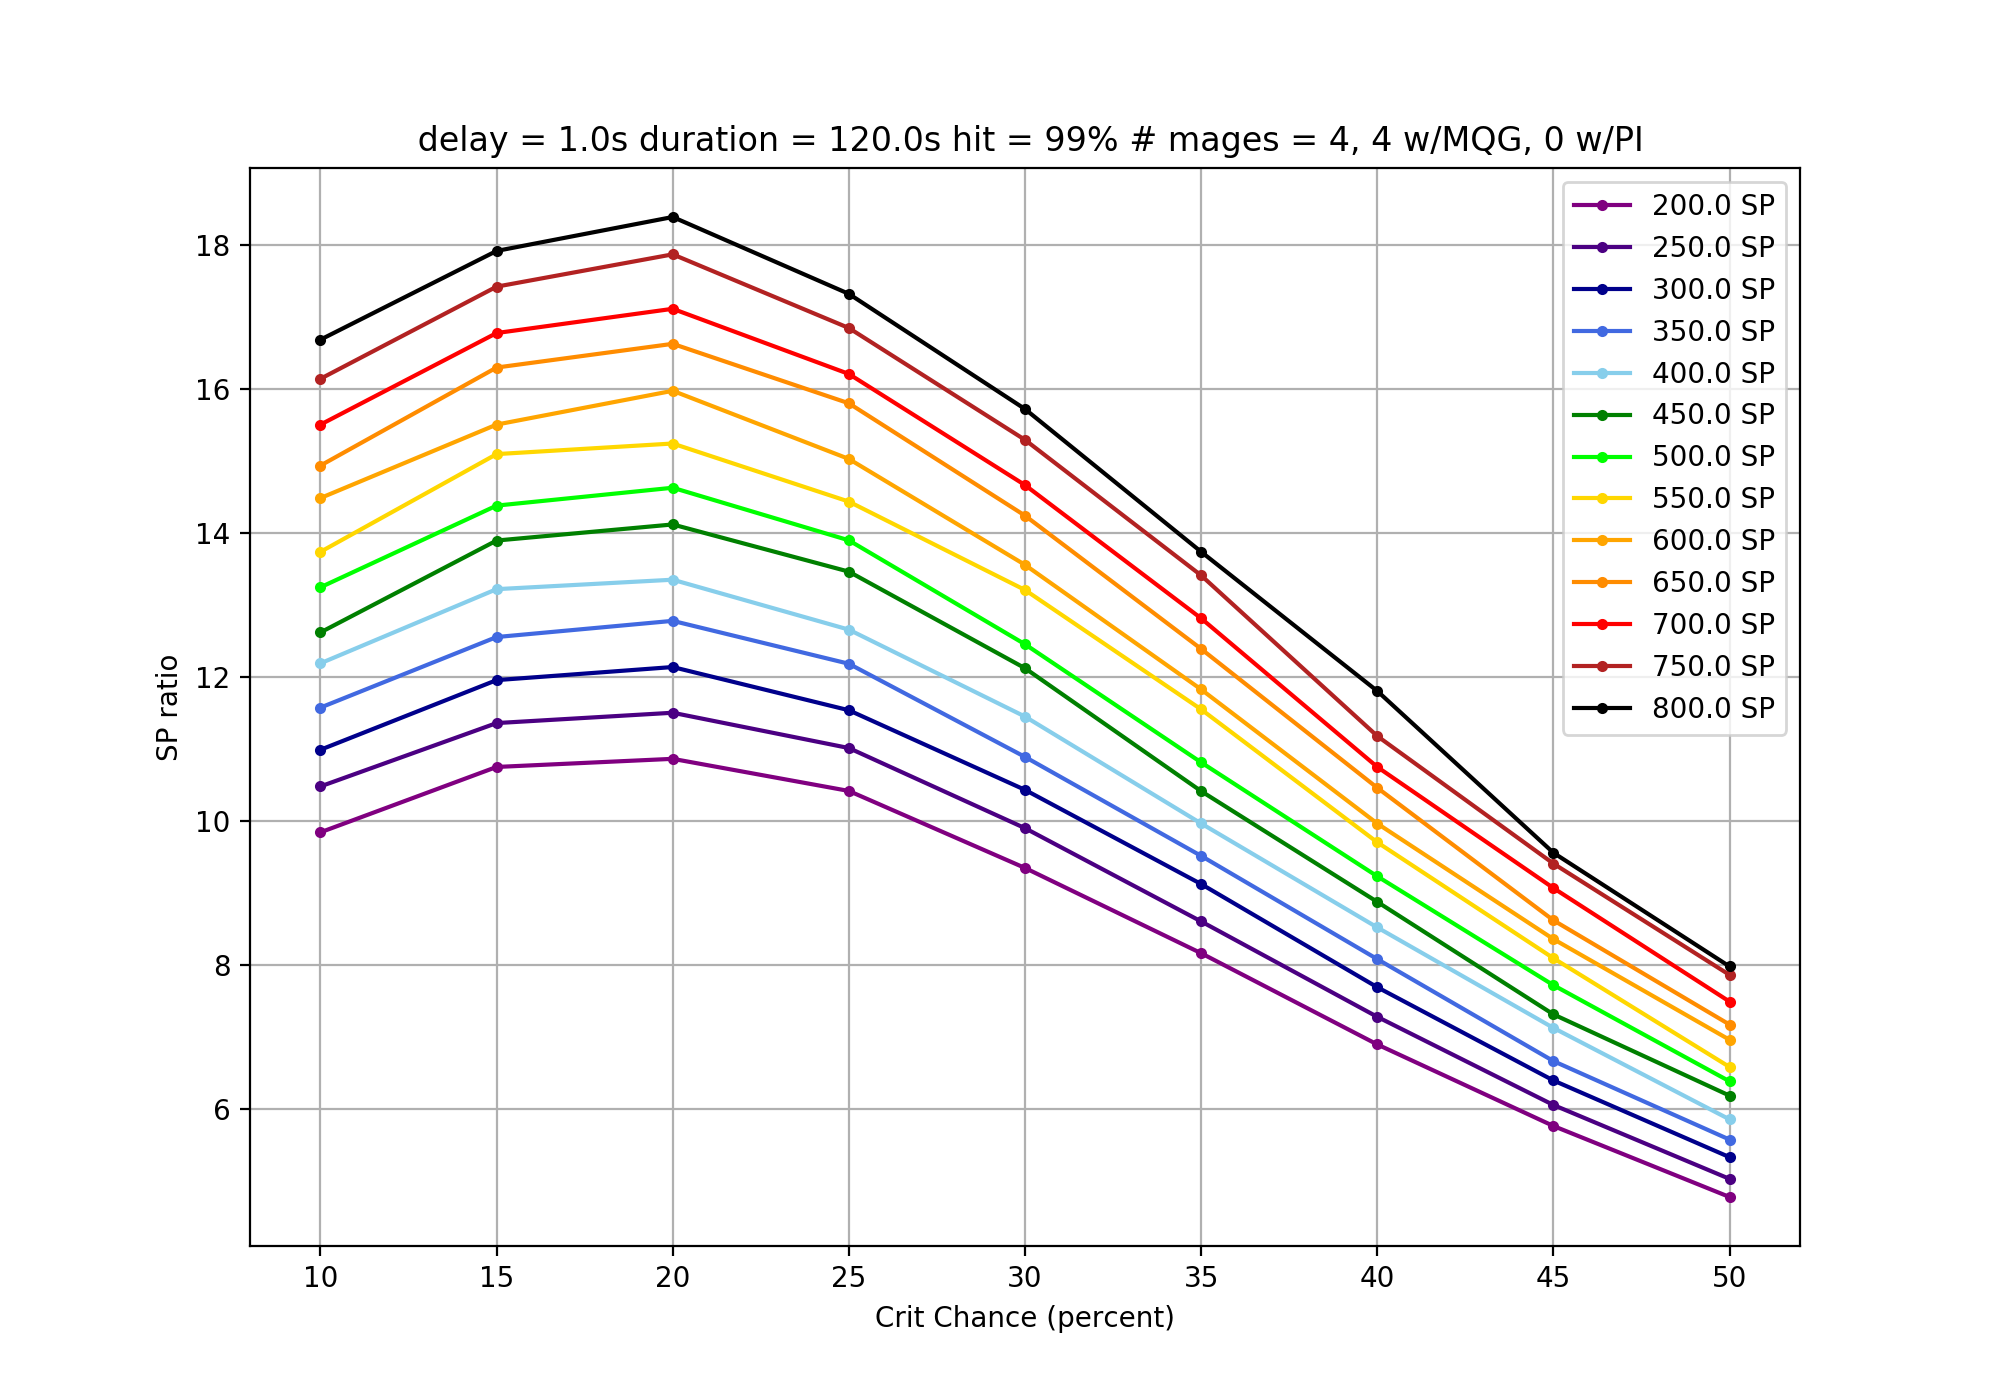 delay = 1.0s duration = 120.0s hit = 99% # mages = 4, 4 w/MQG, 0 w/PI
200.0 SP
250.0 SP
300.0 SP
350.0 SP
400.0 SP
450.0 SP
500.0 SP
550.0 SP
600.0 SP
650.0 SP
700.0 SP
750.0 SP
800.0 SP
SP ratio
18
16
14
12
10
8
6
10 15 20 25 30 35 40 45 50
Crit Chance (percent)